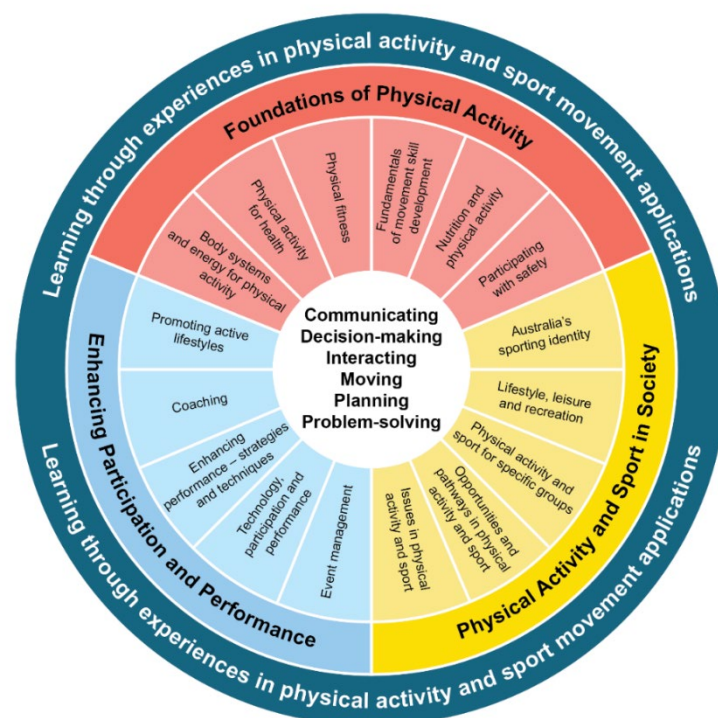 Learning through experiences in physical activity and sport movement applications
Foundations of Physical Activity
Body systems
and energy for physical
activity
Physical activity
for health
Physical fitness
Fundamentals
of movement skill
development
Nutrition and
physical activity
Participating
with safety
Physical Activity and Sport in Society
Australia's
sporting identity
Lifestyle, leisure
and recreation
Physical activity and
sport for specific groups
Opportunities and
pathways in physical
activity and sport
Issues in physical
activity and sport
Enhancing Participation and Performance
Promoting active
lifestyles
Coaching
Enhancing
performance – strategies
and techniques
Technology,
participation and
performance
Event management
Communicating
Decision-making
Interacting
Moving
Planning
Problem-solving
Learning through experiences in physical activity and sport movement applications